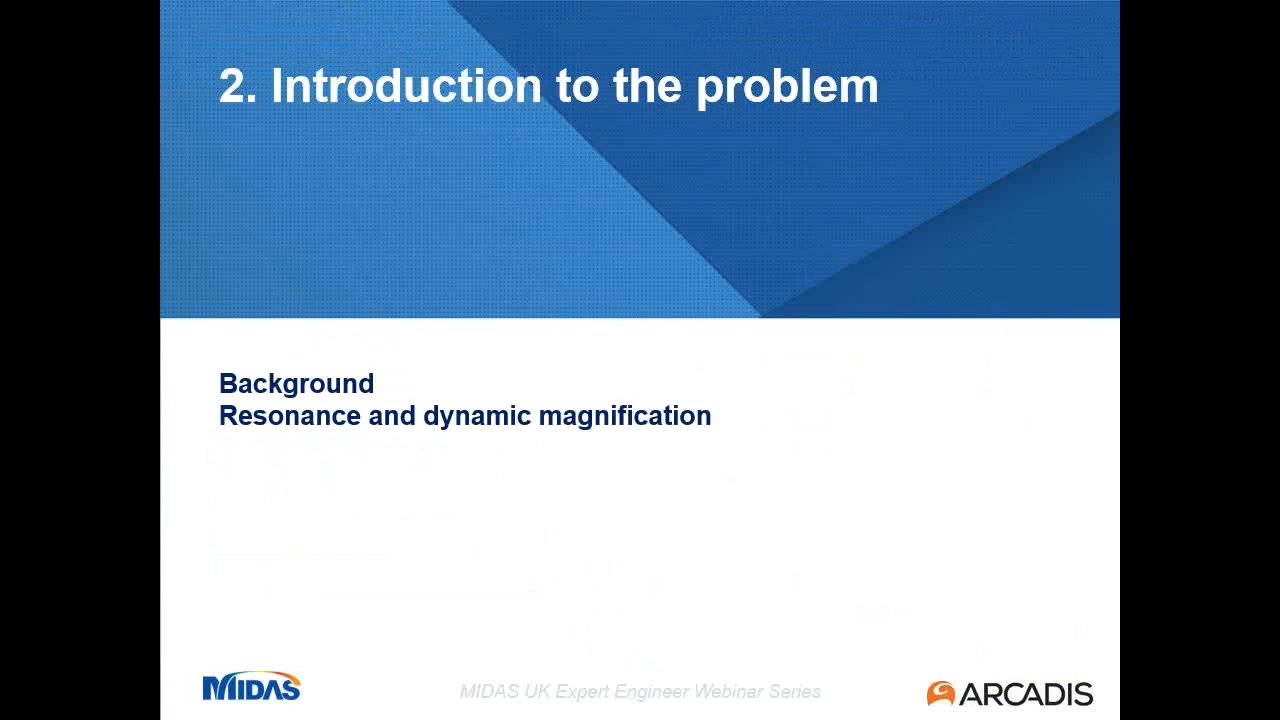 2. Introduction to the problem
Background
Resonance and dynamic magnification
MIDAS
MIDAS UK Expert Engineer Webinar Series
ARCADIS